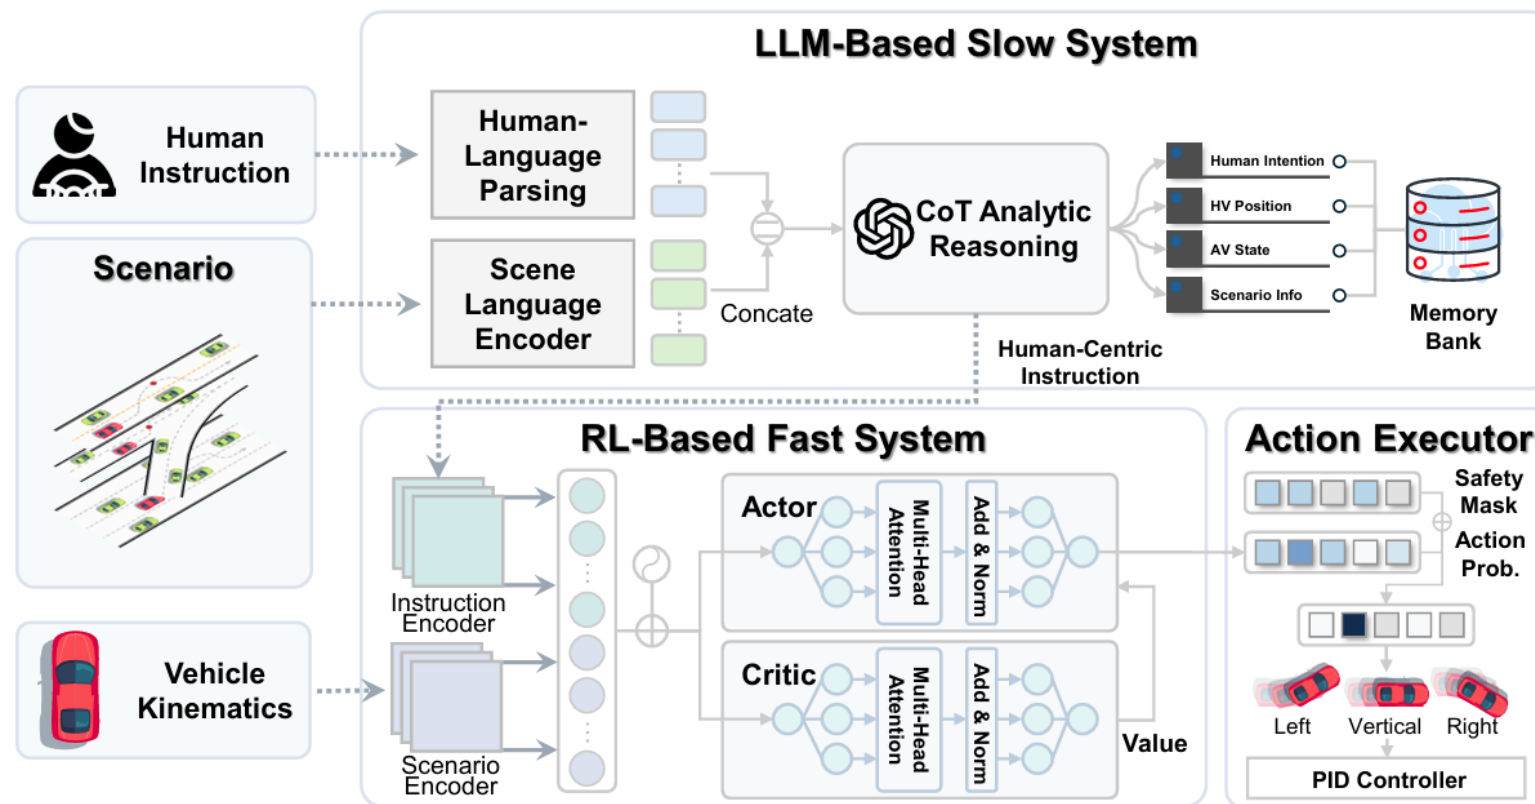 LLM-Based Slow System
Human
Instruction
Human-
Language
Parsing
Scene
Language
Encoder
Concate
CoT Analytic
Reasoning
Human Intention
HV Position
AV State
Scenario Info
Memory
Bank
Human-Centric
Instruction
Scenario
Vehicle
Kinematics
RL-Based Fast System
Instruction
Encoder
Scenario
Encoder
Actor
Multi-Head
Attention
Add & Norm
Critic
Multi-Head
Attention
Add & Norm
Value
Action Executor
Safety
Mask
Action
Prob.
Left
Vertical
Right
PID Controller